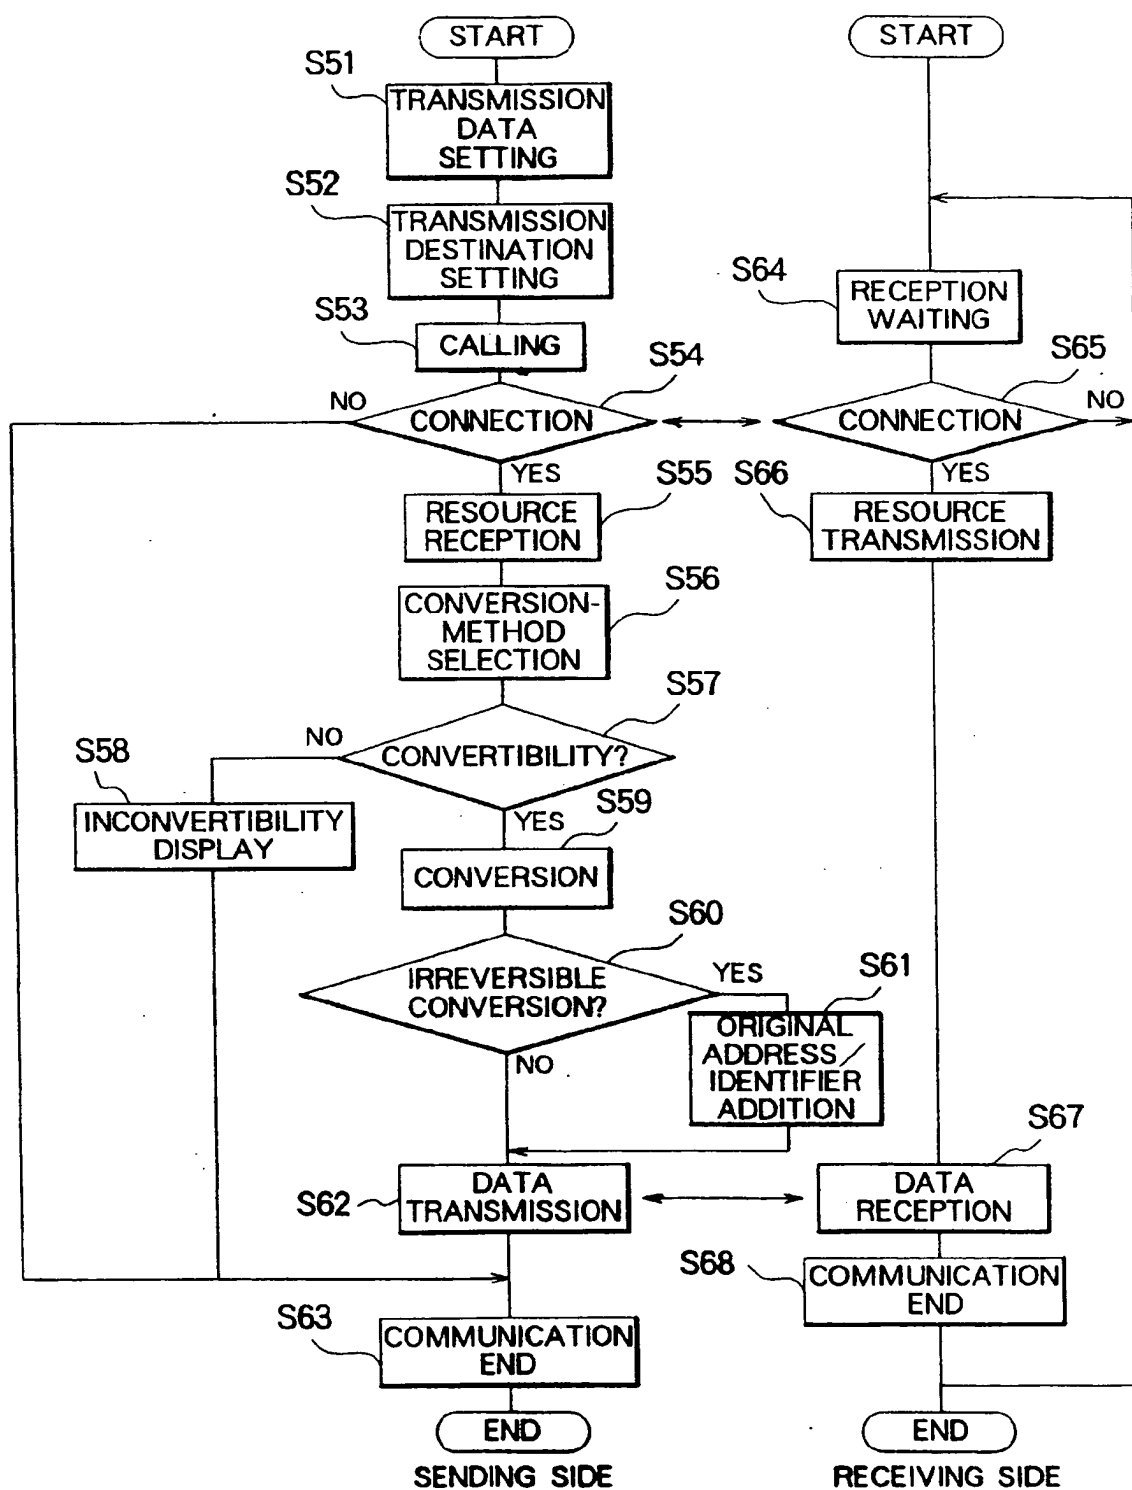 START
START
S51
TRANSMISSION
DATA
SETTING
S52
TRANSMISSION
DESTINATION
SETTING
S64
RECEPTION
WAITING
S53
CALLING
S54
S65
NO
CONNECTION
CONNECTION
NO
YES
S55
S66
YES
RESOURCE
RECEPTION
RESOURCE
TRANSMISSION
S56
CONVERSION-
METHOD
SELECTION
S57
NO
CONVERTIBILITY?
S58
YES
S59
INCONVERTIBILITY
DISPLAY
CONVERSION
S60
IRREVERSIBLE
CONVERSION?
YES
S61
NO
ORIGINAL
ADDRESS /
IDENTIFIER
ADDITION
S67
S62
DATA
TRANSMISSION
DATA
RECEPTION
S68
COMMUNICATION
END
S63
COMMUNICATION
END
END
END
SENDING SIDE
RECEIVING SIDE